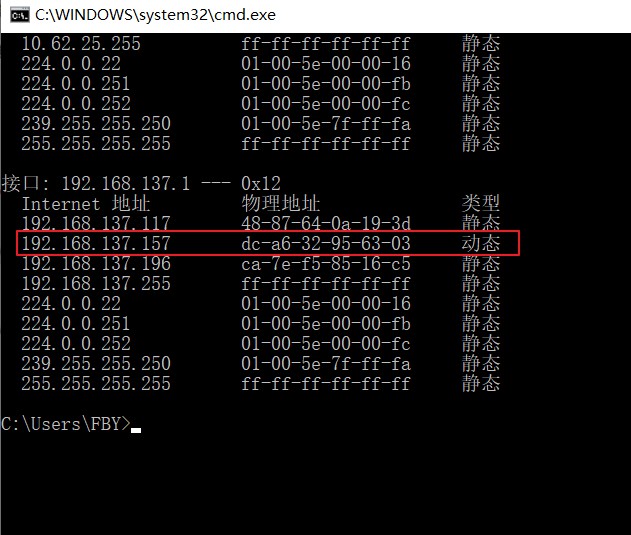 C:\WINDOWS\system32\cmd.exe
10.62.25.255 ff-ff-ff-ff-ff-ff 静态
224.0.0.22 01-00-5e-00-00-16 静态
224.0.0.251 01-00-5e-00-00-fb 静态
224.0.0.252 01-00-5e-00-00-fc 静态
239.255.255.250 01-00-5e-7f-ff-fa 静态
255.255.255.255 ff-ff-ff-ff-ff-ff 静态
接口: 192.168.137.1 --- 0x12
Internet 地址 物理地址 类型
192.168.137.117 48-87-64-0a-19-3d 静态
192.168.137.157 dc-a6-32-95-63-03 动态
192.168.137.196 ca-7e-f5-85-16-c5 静态
192.168.137.255 ff-ff-ff-ff-ff-ff 静态
224.0.0.22 01-00-5e-00-00-16 静态
224.0.0.251 01-00-5e-00-00-fb 静态
224.0.0.252 01-00-5e-00-00-fc 静态
239.255.255.250 01-00-5e-7f-ff-fa 静态
255.255.255.255 ff-ff-ff-ff-ff-ff 静态
C:\Users\FBY>